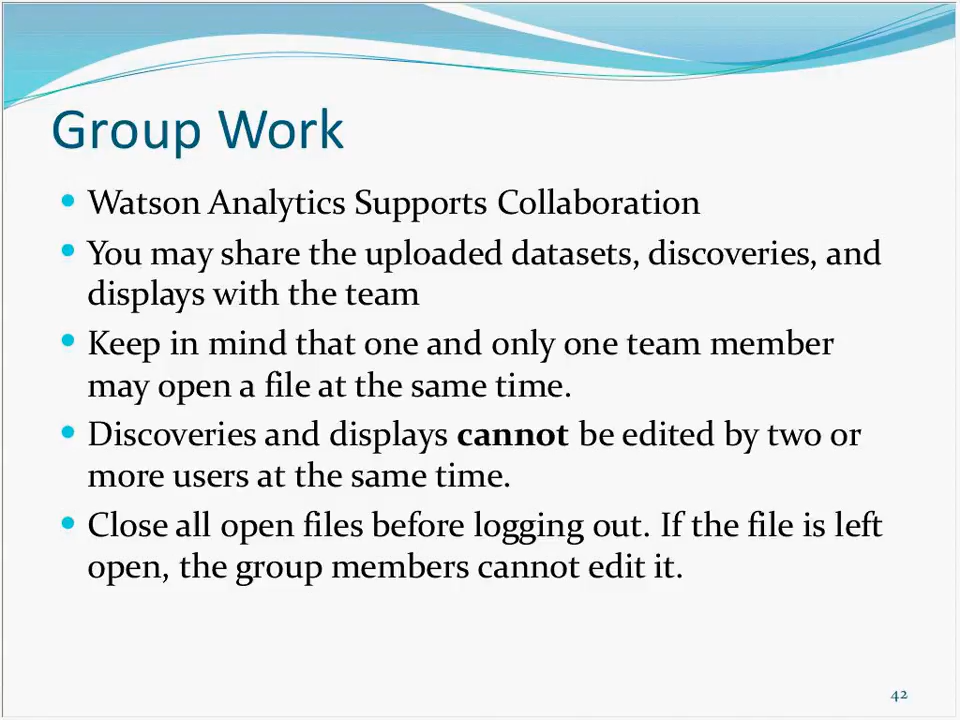 Group Work
• Watson Analytics Supports Collaboration
• You may share the uploaded datasets, discoveries, and
displays with the team
• Keep in mind that one and only one team member
may open a file at the same time.
• Discoveries and displays cannot be edited by two or
more users at the same time.
• Close all open files before logging out. If the file is left
open, the group members cannot edit it.
42